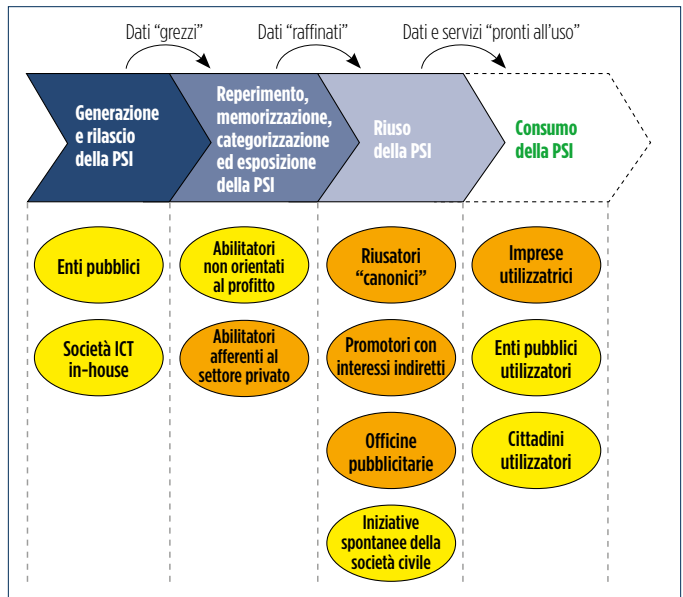 Dati “grezzi”
Dati “raffinati”
Dati e servizi “pronti all’uso”
Generazione
e rilascio
della PSI
Reperimento,
memorizzazione,
categorizzazione
ed esposizione
della PSI
Riuso
della PSI
Consumo
della PSI
Enti pubblici
Società ICT
in-house
Abilitatori
non orientati
al profitto
Abilitatori
afferenti al
settore privato
Riusatori
“canonici”
Promotori con
interessi indiretti
Officine
pubblicitarie
Iniziative
spontanee della
società civile
Imprese
utilizzatrici
Enti pubblici
utilizzatori
Cittadini
utilizzatori